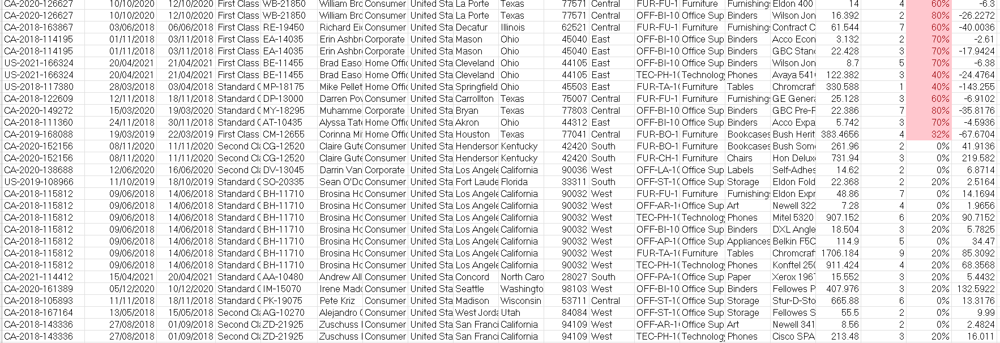 CA-2020-126627 10/10/2020 12/10/2020 First Class WB-21850 William Bro Consumer United Sta La Porte Texas 77571 Central FUR-FU-1 Furniture Furnishing Eldon 400 14 4 60% -6.3
CA-2020-126627 10/10/2020 12/10/2020 First Class WB-21850 William Bro Consumer United Sta La Porte Texas 77571 Central OFF-BI-10 Office Sup Binders Wilson Jon 16.392 2 80% -26.2272
CA-2018-163867 03/06/2018 06/06/2018 First Class RE-19450 Richard Eic Consumer United Sta Decatur Illinois 62521 Central FUR-FU-1 Furniture Furnishing Contract C 61.544 7 60% -40.0036
CA-2018-114195 01/11/2018 03/11/2018 First Class EA-14035 Erin Ashbr Corporate United Sta Mason Ohio 45040 East OFF-BI-10 Office Sup Binders Acco Econ 3.132 2 70% -2.61
CA-2018-114195 01/11/2018 03/11/2018 First Class EA-14035 Erin Ashbr Corporate United Sta Mason Ohio 45040 East OFF-BI-10 Office Sup Binders GBC Stand 22.428 3 70% -17.9424
US-2021-166324 20/04/2021 21/04/2021 First Class BE-11455 Brad Easo Home Offic United Sta Cleveland Ohio 44105 East OFF-BI-10 Office Sup Binders Wilson Jon 8.7 5 70% -6.38
US-2021-166324 20/04/2021 21/04/2021 First Class BE-11455 Brad Easo Home Offic United Sta Cleveland Ohio 44105 East TEC-PH-10 Technology Phones Avaya 541 122.382 3 40% -24.4764
US-2018-117380 28/03/2018 03/04/2018 Standard C MP-18175 Mike Pellet Home Offic United Sta Springfield Ohio 45503 East FUR-TA-10 Furniture Tables Chromcraf 330.588 1 40% -143.255
CA-2018-122609 12/11/2018 18/11/2018 Standard C DP-13000 Darren Pov Consumer United Sta Carrollton Texas 75007 Central FUR-FU-1 Furniture Furnishing GE Genera 25.128 3 60% -6.9102
CA-2020-149272 15/03/2020 19/03/2020 Standard C MY-18295 Muhamme Corporate United Sta Bryan Texas 77803 Central OFF-BI-10 Office Sup Binders GBC Pre-P 22.386 7 80% -35.8176
CA-2018-111360 24/11/2018 30/11/2018 Standard C AT-10435 Alyssa Tate Home Offic United Sta Akron Ohio 44312 East OFF-BI-10 Office Sup Binders Acco Expa 5.742 3 70% -4.5936
CA-2019-168088 19/03/2019 22/03/2019 First Class CM-12655 Corinna Mi Home Offic United Sta Houston Texas 77041 Central FUR-BO-1 Furniture Bookcases Bush Herit 383.4656 4 32% -67.6704
CA-2020-152156 08/11/2020 11/11/2020 Second Cla CG-12520 Claire Gute Consumer United Sta Henderson Kentucky 42420 South FUR-BO-1 Furniture Bookcases Bush Some 261.96 2 0% 41.9136
CA-2020-152156 08/11/2020 11/11/2020 Second Cla CG-12520 Claire Gute Consumer United Sta Henderson Kentucky 42420 South FUR-CH-1 Furniture Chairs Hon Delux 731.94 3 0% 219.582
CA-2020-138688 12/06/2020 16/06/2020 Second Cla DV-13045 Darrin Van Corporate United Sta Los Angele California 90036 West OFF-LA-10 Office Sup Labels Self-Adhes 14.62 2 0% 6.8714
US-2019-108966 11/10/2019 18/10/2019 Standard C SO-20335 Sean O'Do Consumer United Sta Fort Laude Florida 33311 South OFF-ST-10 Office Sup Storage Eldon Fold 22.368 2 20% 2.5164
CA-2018-115812 09/06/2018 14/06/2018 Standard C BH-11710 Brosina Ho Consumer United Sta Los Angele California 90032 West FUR-FU-1 Furniture Furnishing Eldon Expr 48.86 7 0% 14.1694
CA-2018-115812 09/06/2018 14/06/2018 Standard C BH-11710 Brosina Ho Consumer United Sta Los Angele California 90032 West OFF-AR-10 Office Sup Art Newell 322 7.28 4 0% 1.9656
CA-2018-115812 09/06/2018 14/06/2018 Standard C BH-11710 Brosina Ho Consumer United Sta Los Angele California 90032 West TEC-PH-10 Technology Phones Mitel 5320 907.152 6 20% 90.7152
CA-2018-115812 09/06/2018 14/06/2018 Standard C BH-11710 Brosina Ho Consumer United Sta Los Angele California 90032 West OFF-BI-10 Office Sup Binders DXL Angle 18.504 3 20% 5.7825
CA-2018-115812 09/06/2018 14/06/2018 Standard C BH-11710 Brosina Ho Consumer United Sta Los Angele California 90032 West OFF-AP-10 Office Sup Appliances Belkin F5C 114.9 5 0% 34.47
CA-2018-115812 09/06/2018 14/06/2018 Standard C BH-11710 Brosina Ho Consumer United Sta Los Angele California 90032 West FUR-TA-10 Furniture Tables Chromcraf 1706.184 9 20% 85.3092
CA-2018-115812 09/06/2018 14/06/2018 Standard C BH-11710 Brosina Ho Consumer United Sta Los Angele California 90032 West TEC-PH-10 Technology Phones Konftel 250 911.424 4 20% 68.3568
CA-2021-114412 15/04/2021 20/04/2021 Standard C AA-10480 Andrew All Consumer United Sta Concord North Caro 28027 South OFF-PA-10 Office Sup Paper Xerox 196 15.552 3 20% 5.4432
CA-2020-161389 05/12/2020 10/12/2020 Standard C IM-15070 Irene Madd Consumer United Sta Seattle Washingto 98103 West OFF-BI-10 Office Sup Binders Fellowes P 407.976 3 20% 132.5922
CA-2018-105893 11/11/2018 18/11/2018 Standard C PK-19075 Pete Kriz Consumer United Sta Madison Wisconsin 53711 Central OFF-ST-10 Office Sup Storage Stur-D-Sto 665.88 6 0% 13.3176
CA-2018-167164 13/05/2018 15/05/2018 Second Cla AG-10270 Alejandro G Consumer United Sta West Jorda Utah 84084 West OFF-ST-10 Office Sup Storage Fellowes S 55.5 2 0% 9.99
CA-2018-143336 27/08/2018 01/09/2018 Second Cla ZD-21925 Zuschuss Consumer United Sta San Franci California 94109 West OFF-AR-10 Office Sup Art Newell 341 8.56 2 0% 2.4824
CA-2018-143336 27/08/2018 01/09/2018 Second Cla ZD-21925 Zuschuss Consumer United Sta San Franci California 94109 West TEC-PH-10 Technology Phones Cisco SPA 213.48 3 20% 16.011